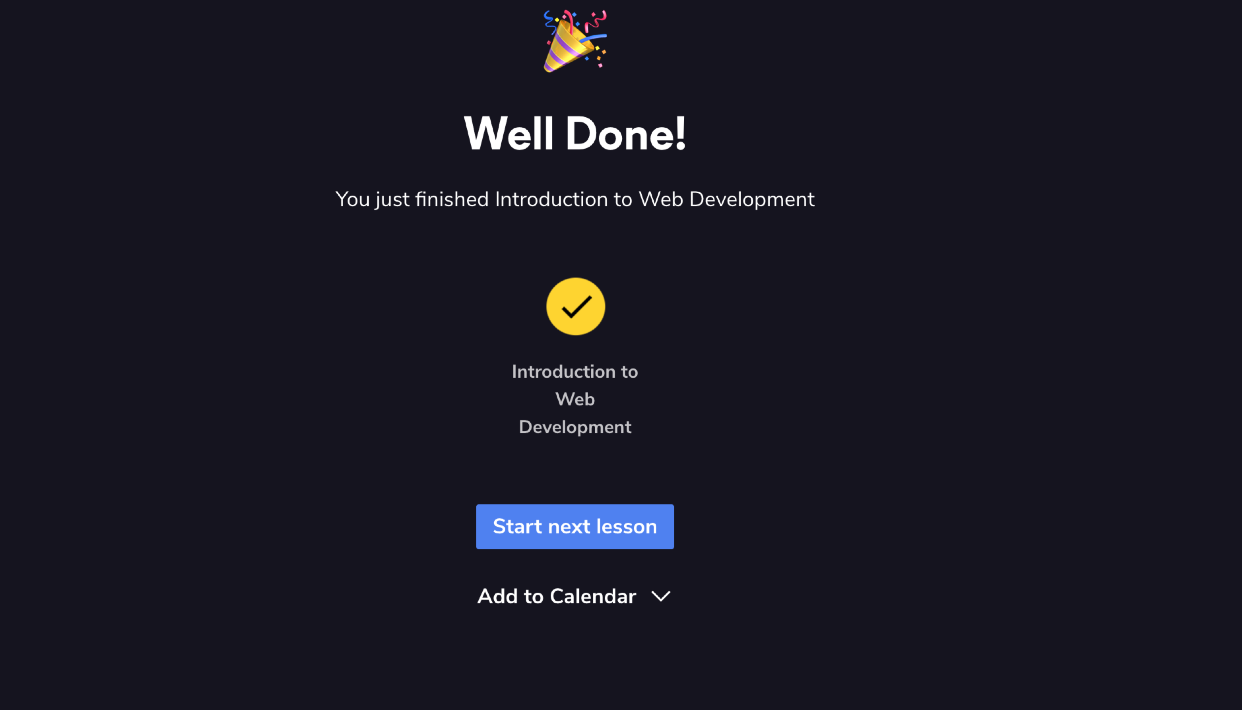 Well Done!
You just finished Introduction to Web Development
Introduction to
Web
Development
Start next lesson
Add to Calendar